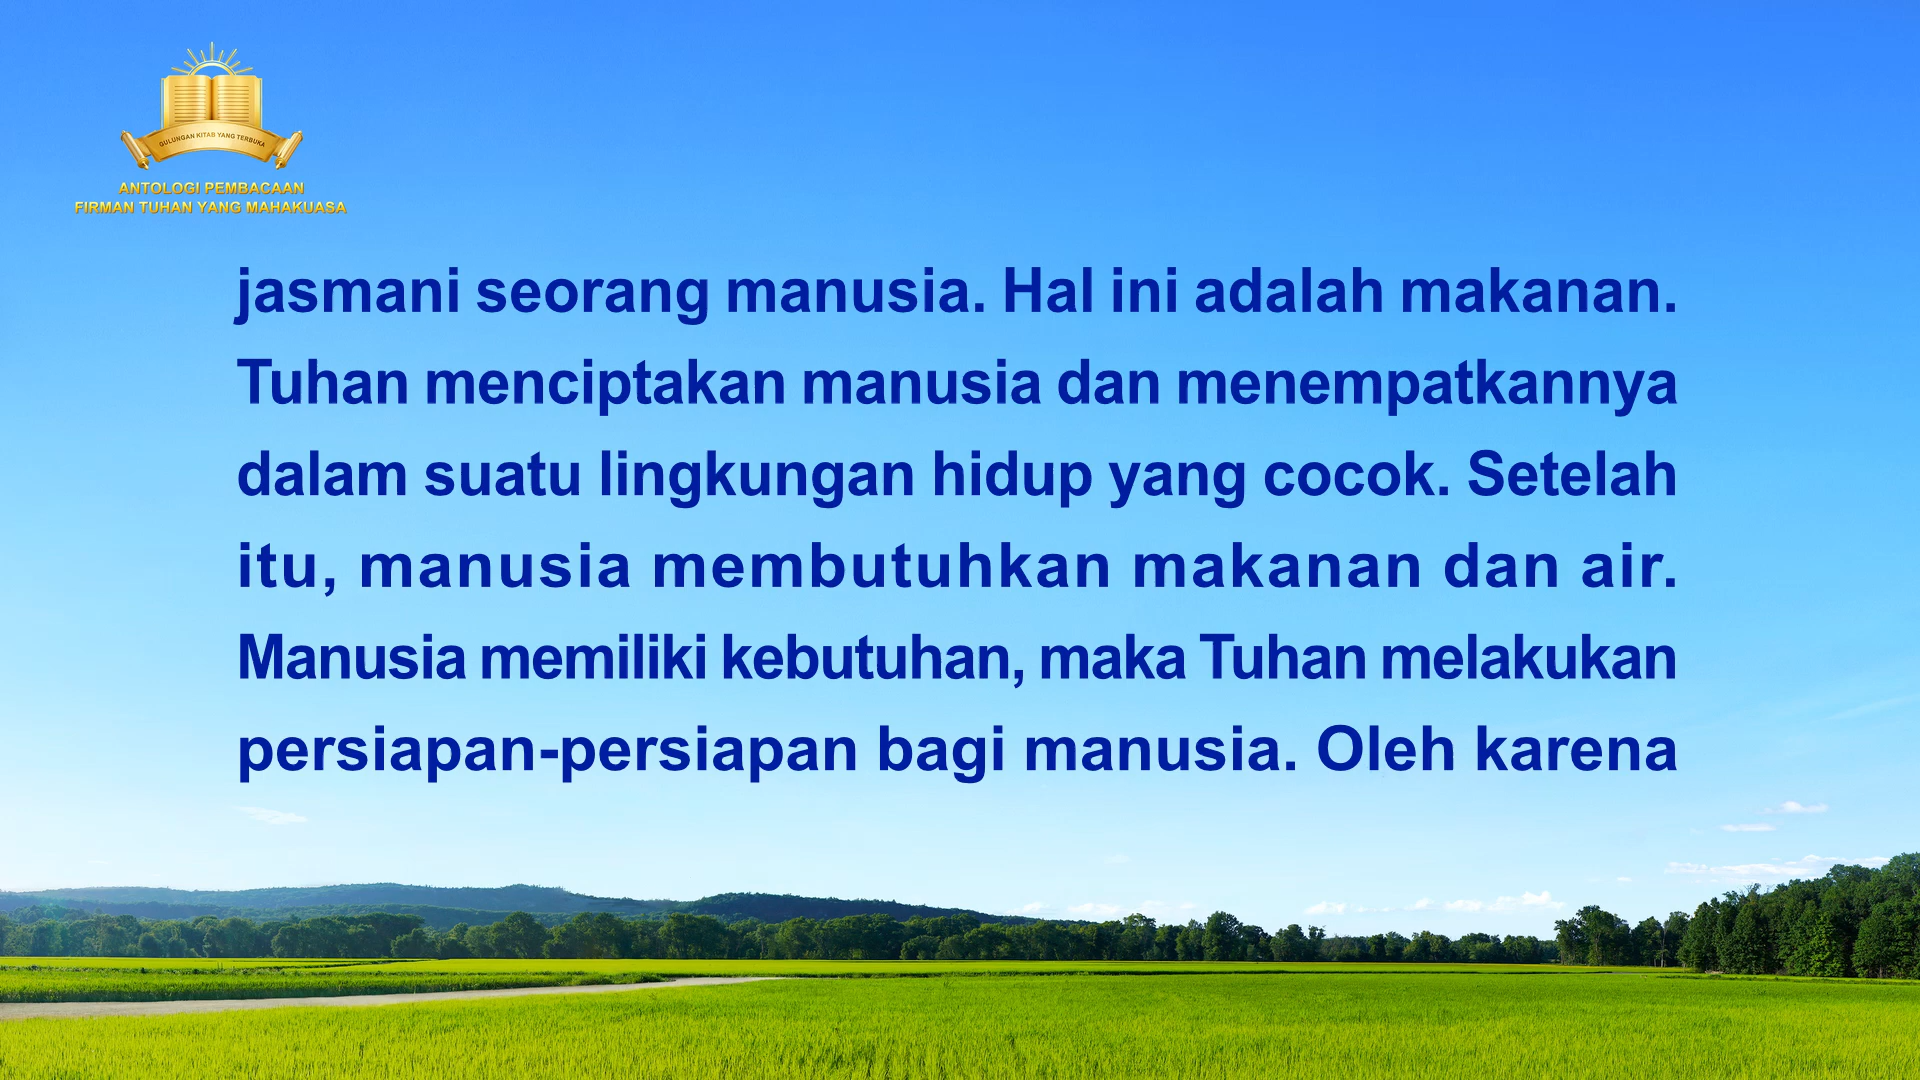 GULUNGAN KITAB YANG TERBUKA
ANTOLOGI PEMBACAAN
FIRMAN TUHAN YANG MAHAKUASA
jasmani seorang manusia. Hal ini adalah makanan.
Tuhan menciptakan manusia dan menempatkannya
dalam suatu lingkungan hidup yang cocok. Setelah
itu, manusia membutuhkan makanan dan air.
Manusia memiliki kebutuhan, maka Tuhan melakukan
persiapan-persiapan bagi manusia. Oleh karena